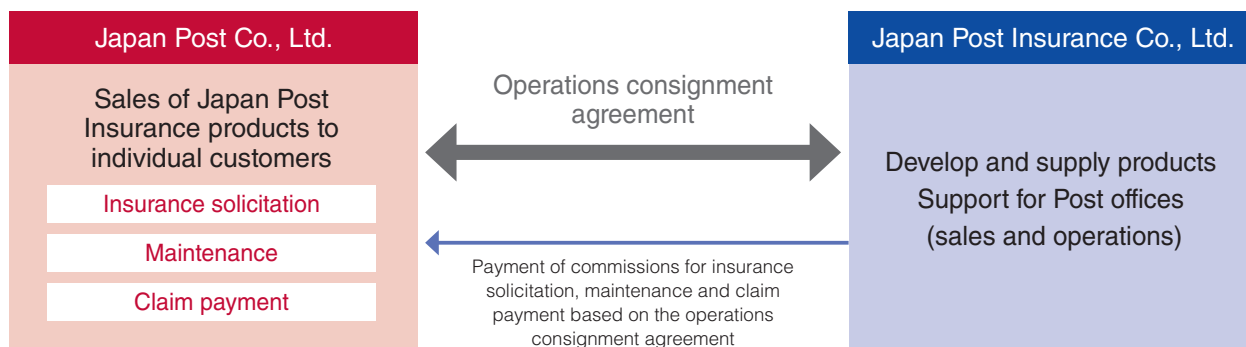 Japan Post Co., Ltd.
Sales of Japan Post
Insurance products to
individual customers
Insurance solicitation
Maintenance
Claim payment
Operations consignment
agreement
Payment of commissions for insurance
solicitation, maintenance and claim
payment based on the operations
consignment agreement
Japan Post Insurance Co., Ltd.
Develop and supply products
Support for Post offices
(sales and operations)